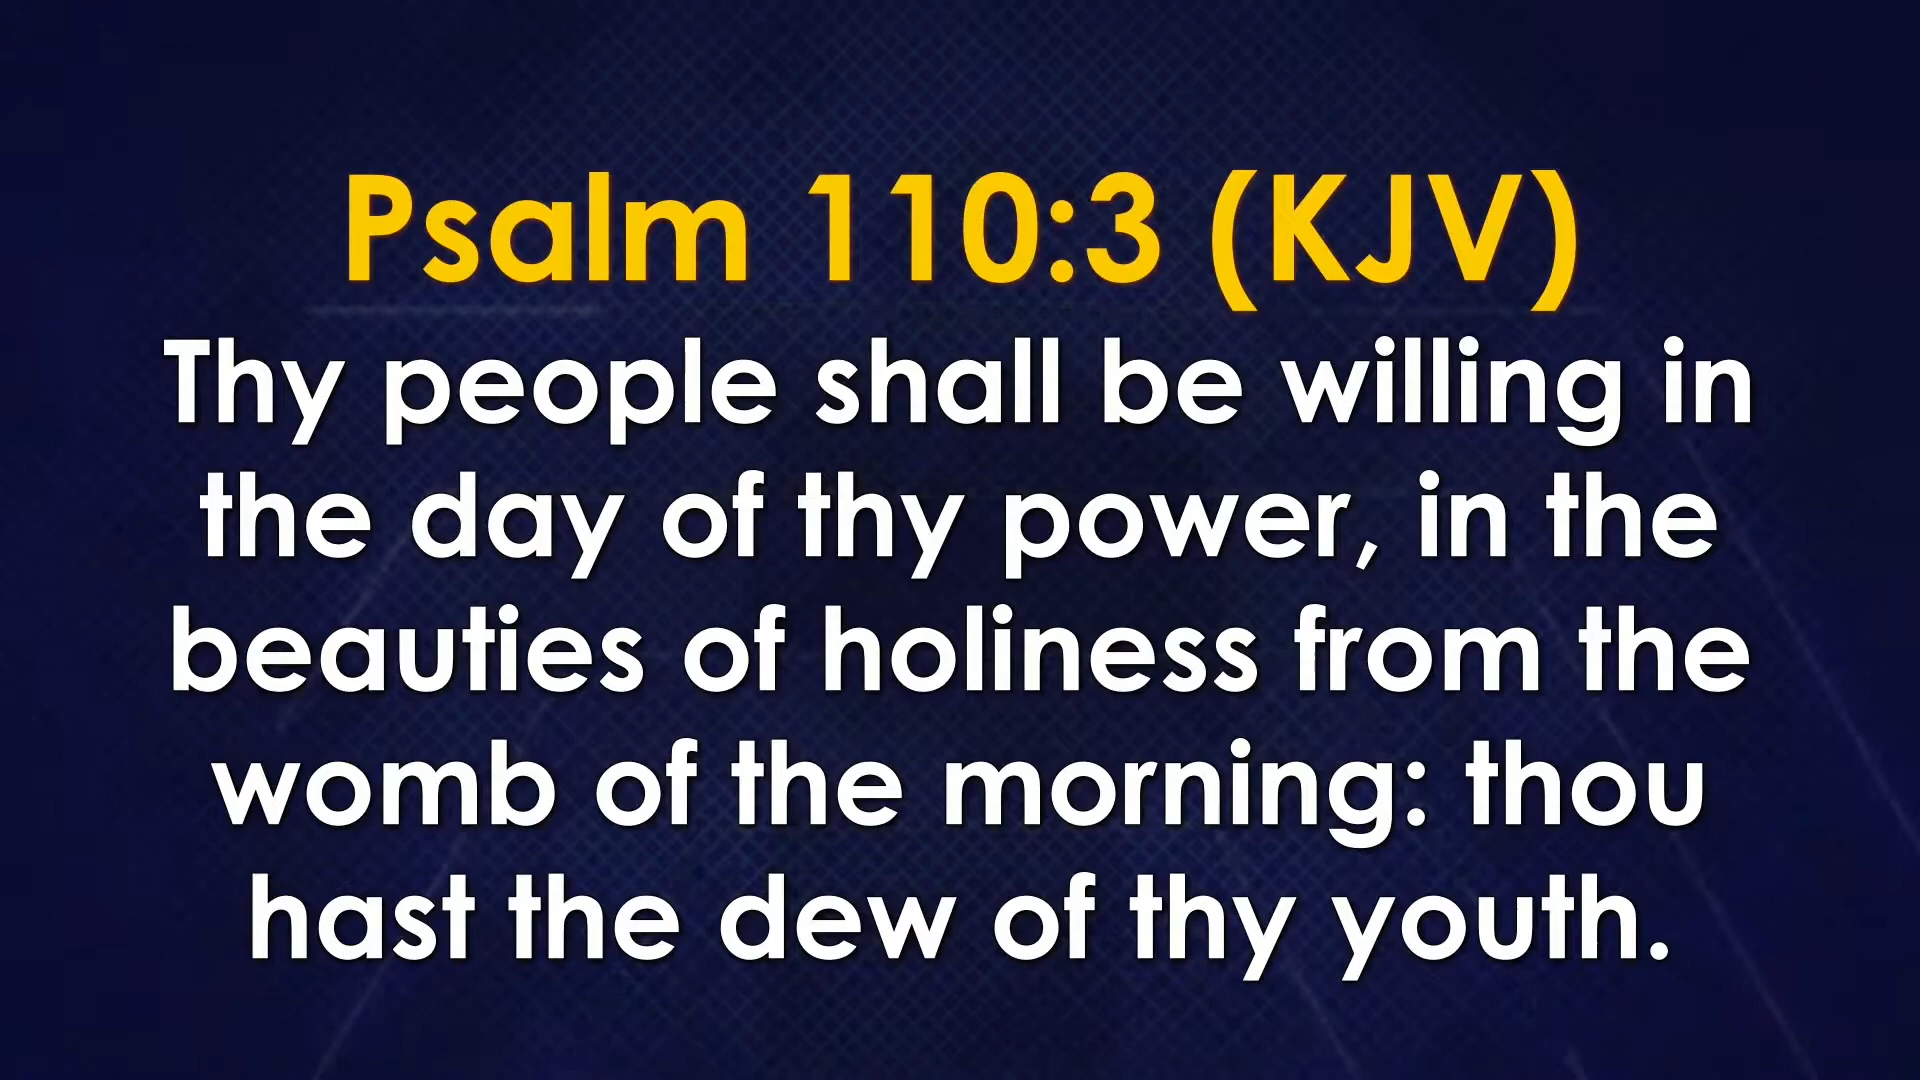 Psalm 110:3 (KJV)
Thy people shall be willing in
the day of thy power, in the
beauties of holiness from the
womb of the morning: thou
hast the dew of thy youth.